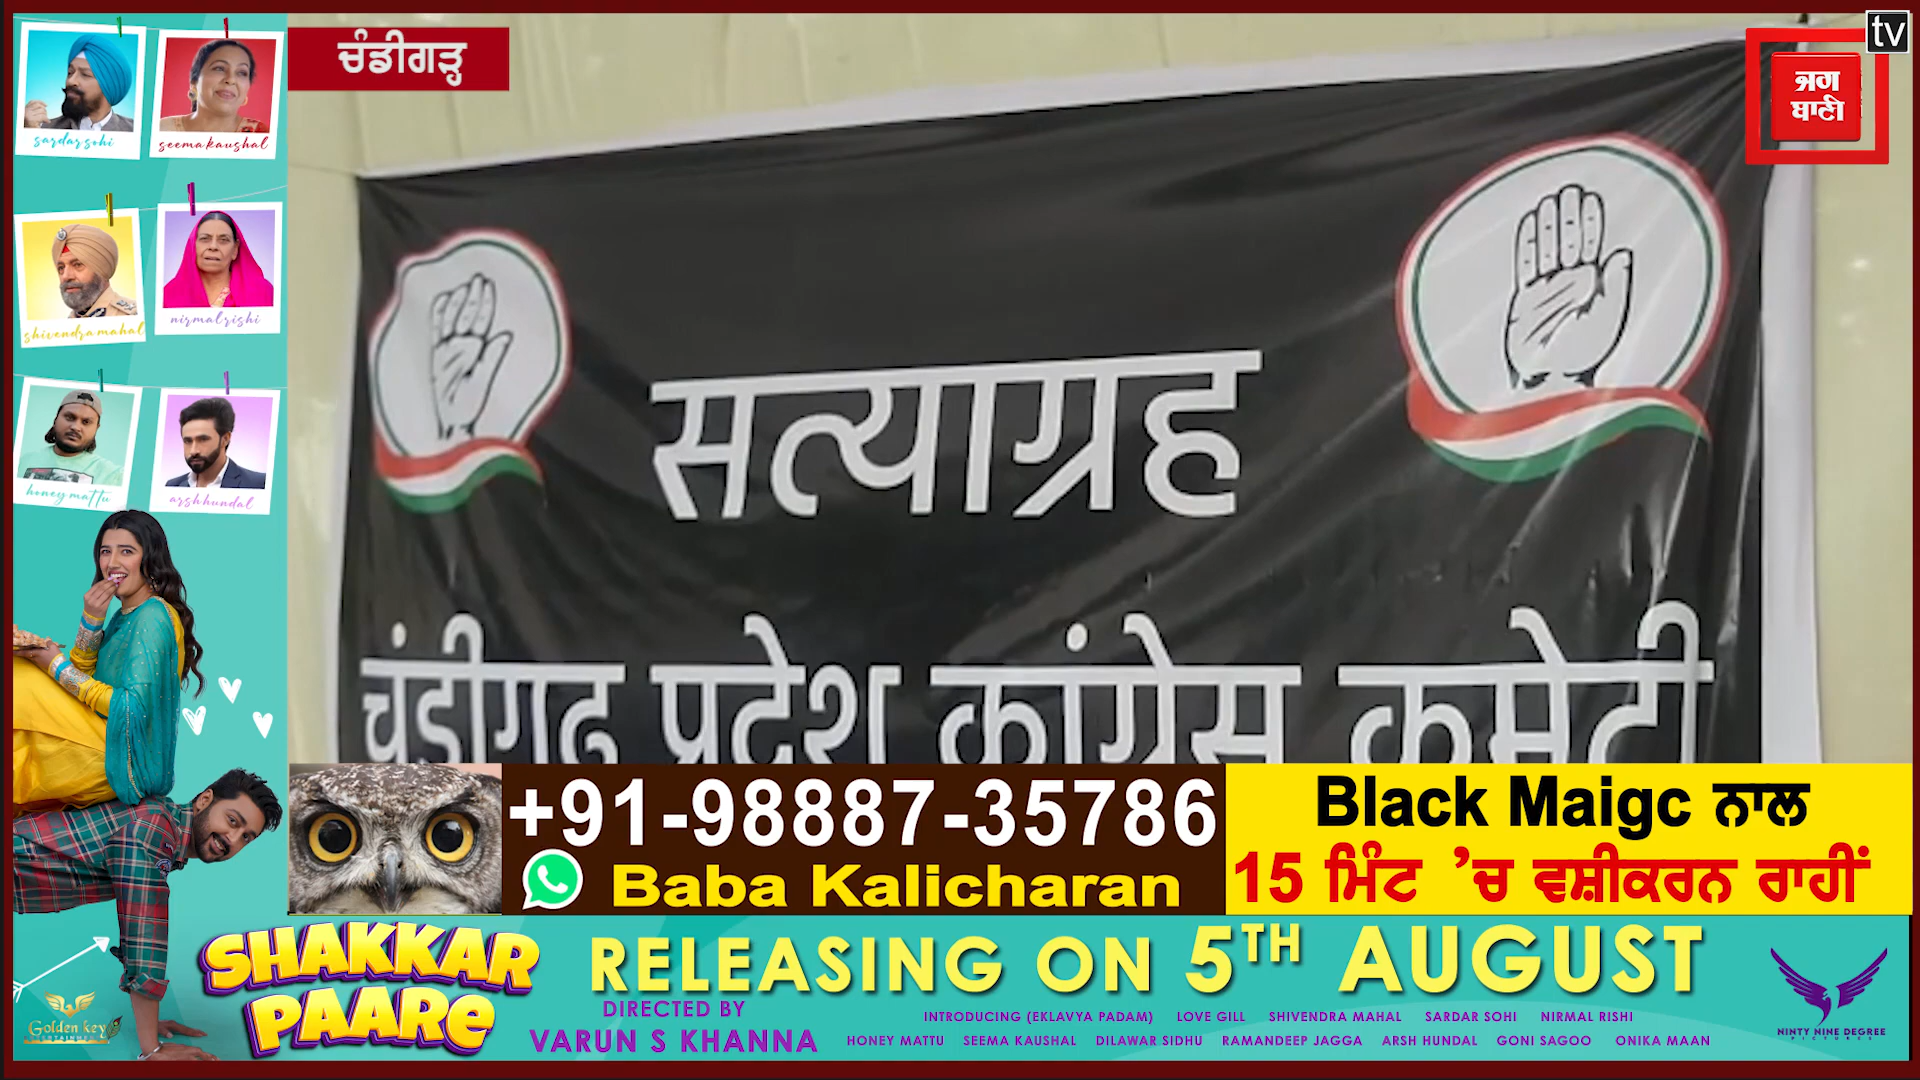 tv
ਚੰਡੀਗੜ੍ਹ
ਜਗ
ਬਾਣੀ
sardar sohi
seema kaushal
shivendra mahal
nirmal rishi
honey mattu
arsh hundal
सत्याग्रह
चंडीगढ़ प्रदेश कांग्रेस कमेटी
+91-98887-35786
Baba Kalicharan
Black Maigc ਨਾਲ
15 ਮਿੰਟ 'ਚ ਵਸ਼ੀਕਰਨ ਰਾਹੀਂ
SHAKKAR
PAARE
RELEASING ON 5TH AUGUST
DIRECTED BY
VARUN S KHANNA
INTRODUCING (EKLAVYA PADAM) LOVE GILL SHIVENDRA MAHAL SARDAR SOHI NIRMAL RISHI
HONEY MATTU SEEMA KAUSHAL DILAWAR SIDHU RAMANDEEP JAGGA ARSH HUNDAL GONI SAGOO ONIKA MAAN
Golden key
ENTERTAINMENT
NINTY NINE DEGREE
PICTURES